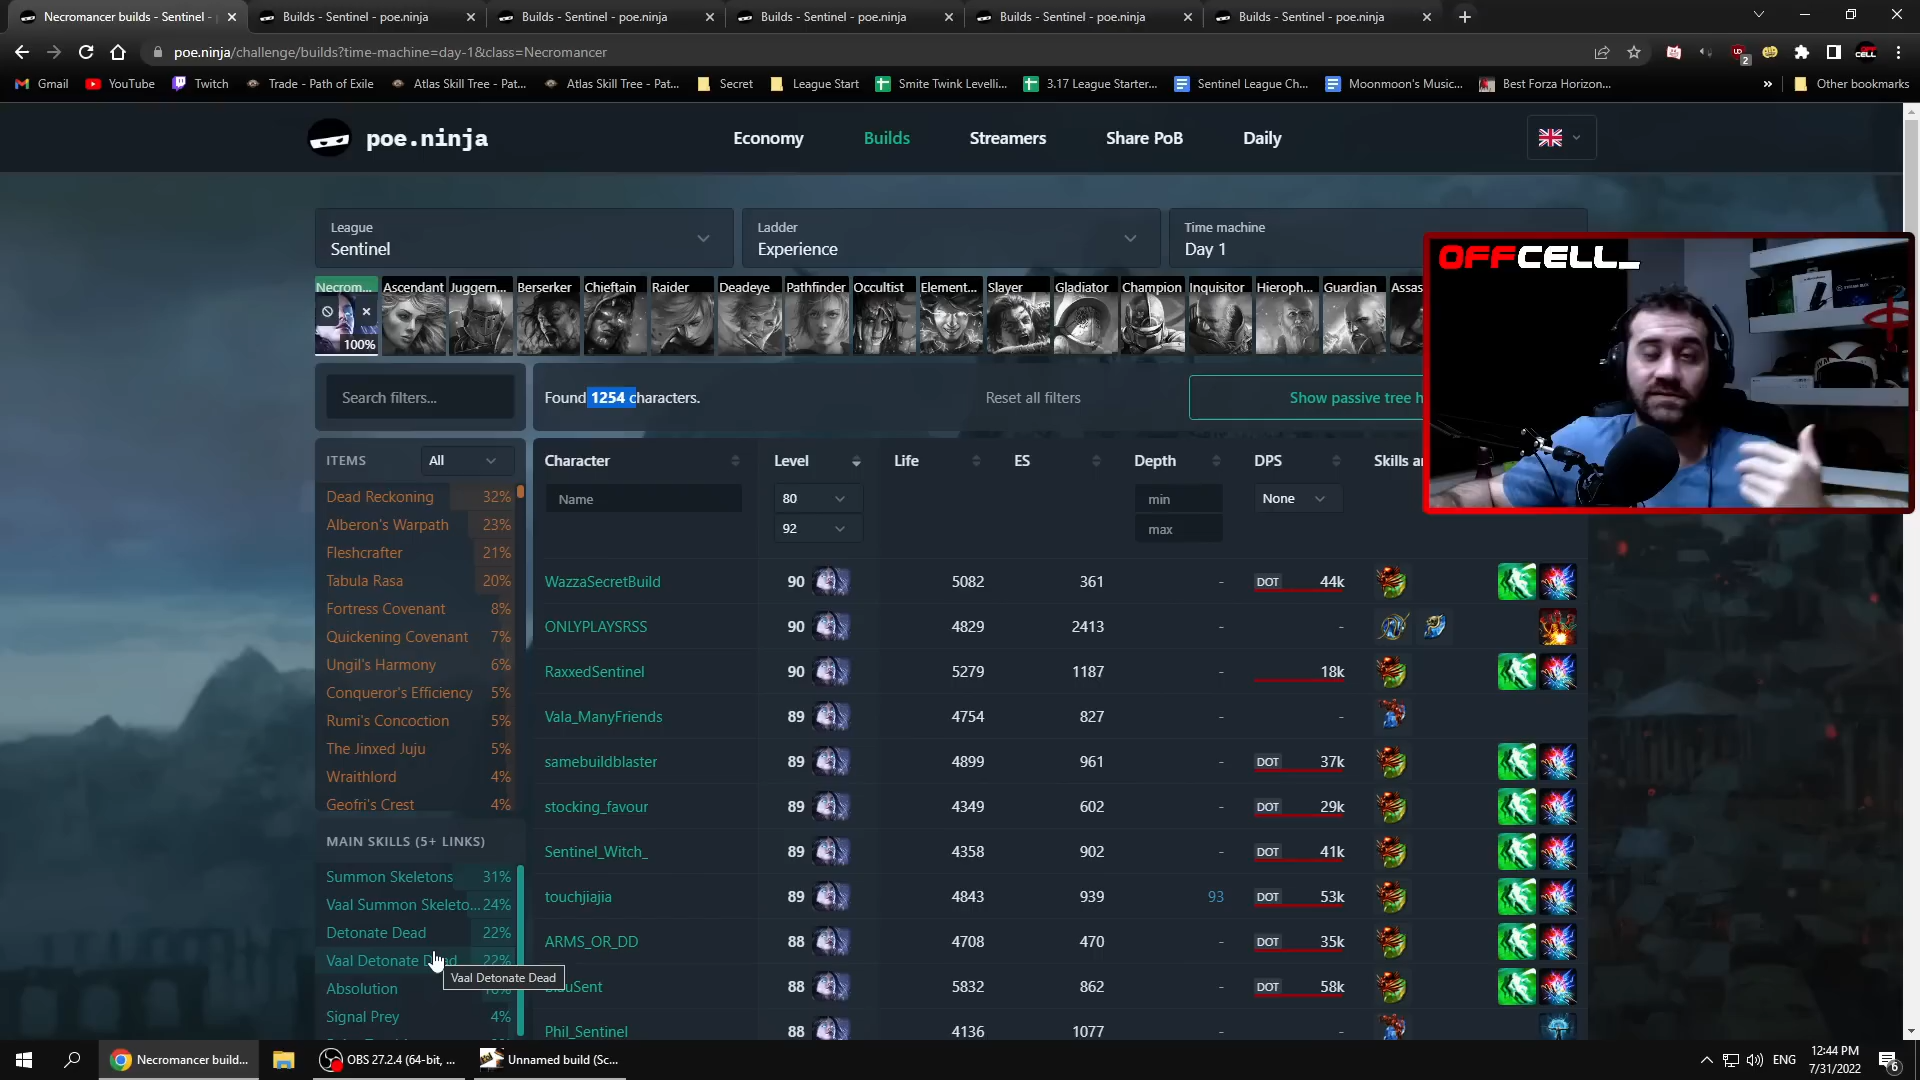 Necromancer builds - Sentinel -
Builds - Sentinel - poe.ninja
Builds - Sentinel - poe.ninja
Builds - Sentinel - poe.ninja
Builds - Sentinel - poe.ninja
Builds - Sentinel - poe.ninja
poe.ninja/challenge/builds?time-machine=day-1&class=Necromancer
2
Gmail
YouTube
Twitch
Trade - Path of Exile
Atlas Skill Tree - Pat...
Atlas Skill Tree - Pat...
Secret
League Start
Smite Twink Levelli...
3.17 League Starter...
Sentinel League Ch...
Moonmoon's Music...
Best Forza Horizon...
»
Other bookmarks
poe.ninja
Economy
Builds
Streamers
Share PoB
Daily
League
Sentinel
Ladder
Experience
Time machine
Day 1
OFFCELL_
Necrom...
Ascendant
Juggern...
Berserker
Chieftain
Raider
Deadeye
Pathfinder
Occultist
Element...
Slayer
Gladiator
Champion
Inquisitor
Hieroph...
Guardian
Assas
100%
Search filters...
Found 1254 characters.
Reset all filters
Show passive tree h
ITEMS All
Dead Reckoning 32%
Alberon's Warpath 23%
Fleshcrafter 21%
Tabula Rasa 20%
Fortress Covenant 8%
Quickening Covenant 7%
Ungil's Harmony 6%
Conqueror's Efficiency 5%
Rumi's Concoction 5%
The Jinxed Juju 5%
Wraithlord 4%
Geofri's Crest 4%
MAIN SKILLS (5+ LINKS)
Summon Skeletons 31%
Vaal Summon Skeleto... 24%
Detonate Dead 22%
Vaal Detonate Dead 22%
Vaal Detonate Dead
Absolution
Signal Prey 4%
Character Level Life ES Depth DPS Skills a
Name 80 min None
92 max
WazzaSecretBuild 90 5082 361 - DOT 44k
ONLYPLAYSRSS 90 4829 2413 - -
RaxxedSentinel 90 5279 1187 - 18k
Vala_ManyFriends 89 4754 827 - -
samebuildblaster 89 4899 961 - DOT 37k
stocking_favour 89 4349 602 - DOT 29k
Sentinel_Witch_ 89 4358 902 - DOT 41k
touchjiajia 89 4843 939 93 DOT 53k
ARMS_OR_DD 88 4708 470 - DOT 35k
Sent 88 5832 862 - DOT 58k
Phil_Sentinel 88 4136 1077 - -
Necromancer build...
OBS 27.2.4 (64-bit, ...
Unnamed build (Sc...
ENG
12:44 PM
7/31/2022
6